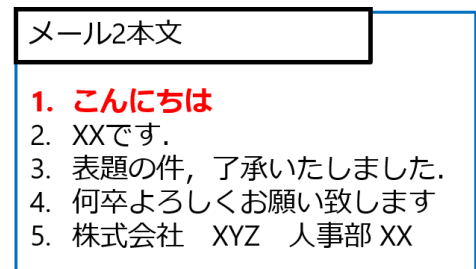 メール2本文
1. こんにちは
2. XXです.
3. 表題の件，了承いたしました.
4. 何卒よろしくお願い致します
5. 株式会社　XYZ　人事部 XX